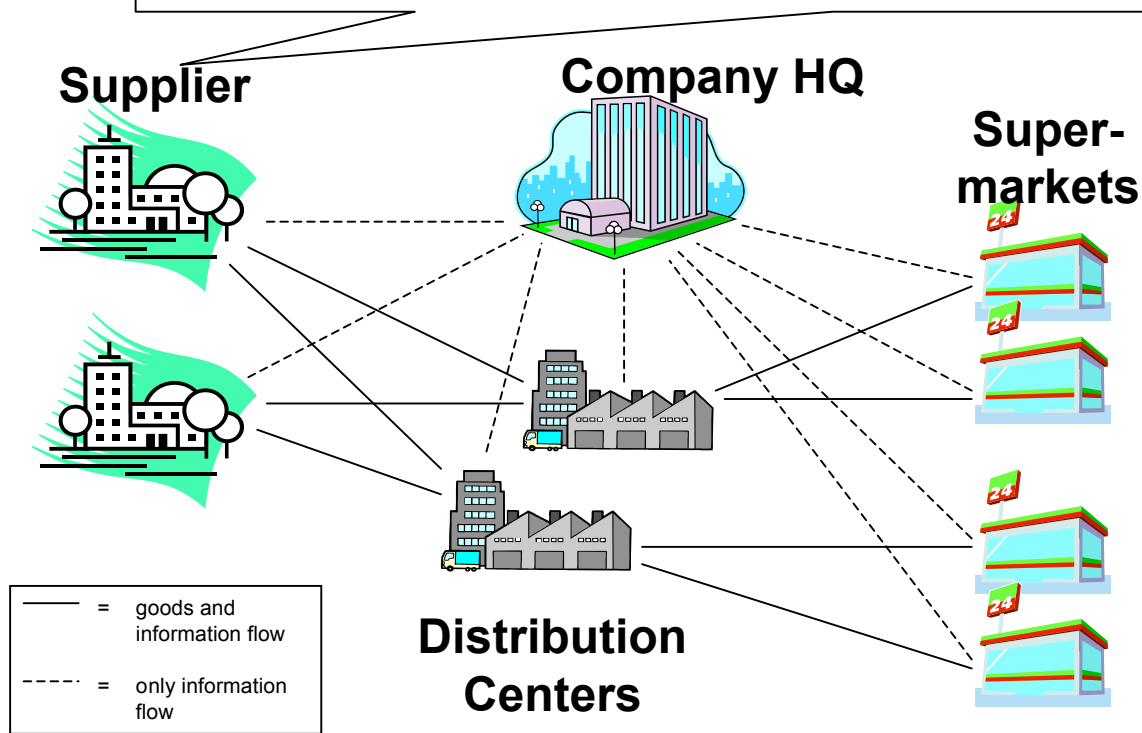 Supplier
Company HQ
Super-
markets
24
24
24
24
Distribution
Centers
= goods and
information flow
= only information
flow